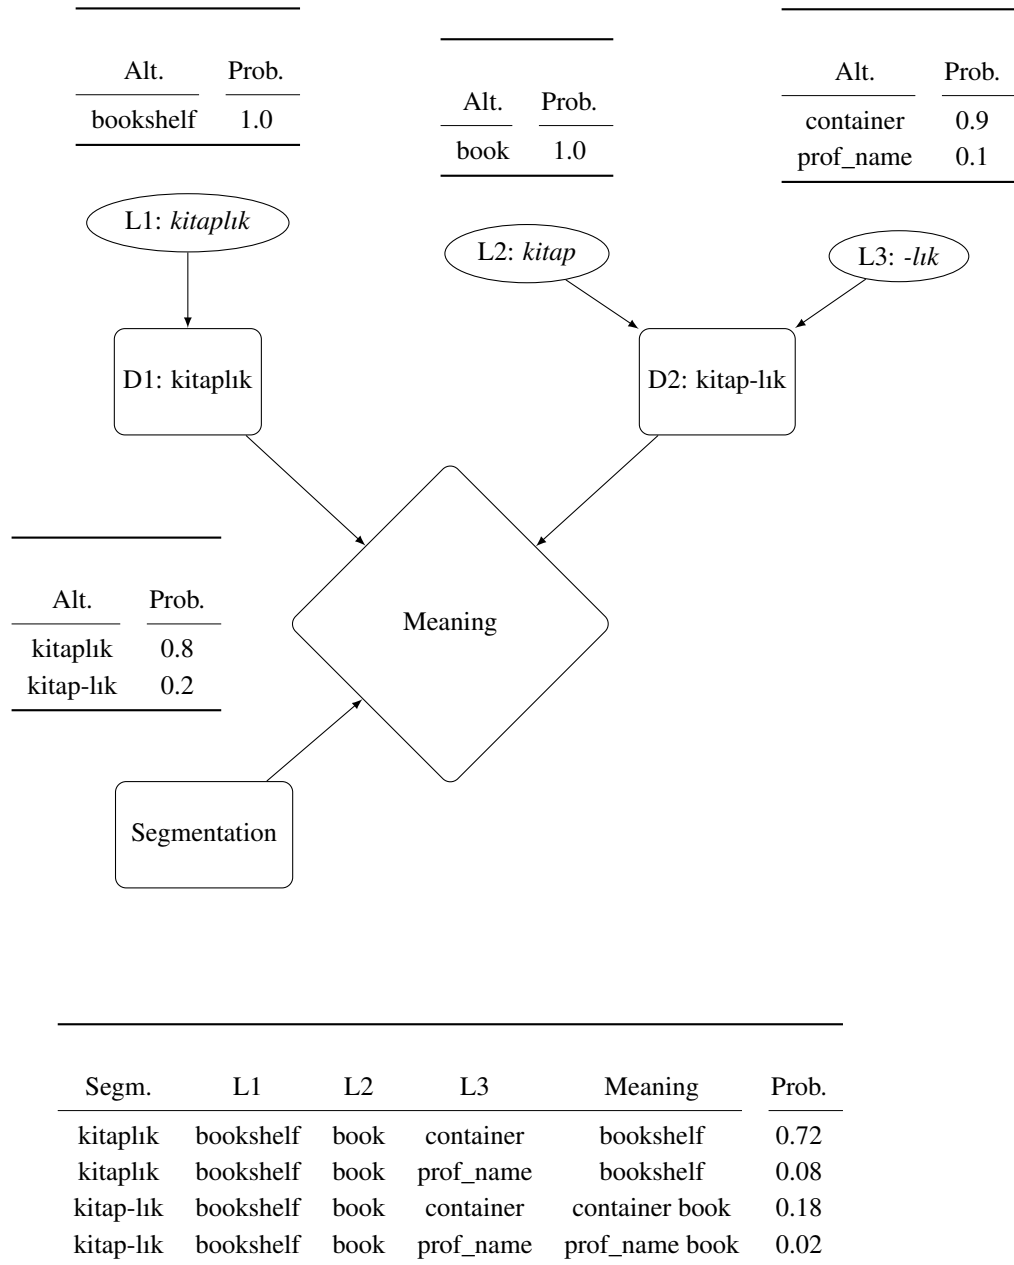 Alt. Prob.
bookshelf 1.0
Alt. Prob.
book 1.0
Alt. Prob.
container 0.9
prof_name 0.1
L1: kitaplık
L2: kitap
L3: -lık
D1: kitaplık
D2: kitap-lık
Meaning
Alt. Prob.
kitaplık 0.8
kitap-lık 0.2
Segmentation
Segm. L1 L2 L3 Meaning Prob.
kitaplık bookshelf book container bookshelf 0.72
kitaplık bookshelf book prof_name bookshelf 0.08
kitap-lık bookshelf book container container book 0.18
kitap-lık bookshelf book prof_name prof_name book 0.02